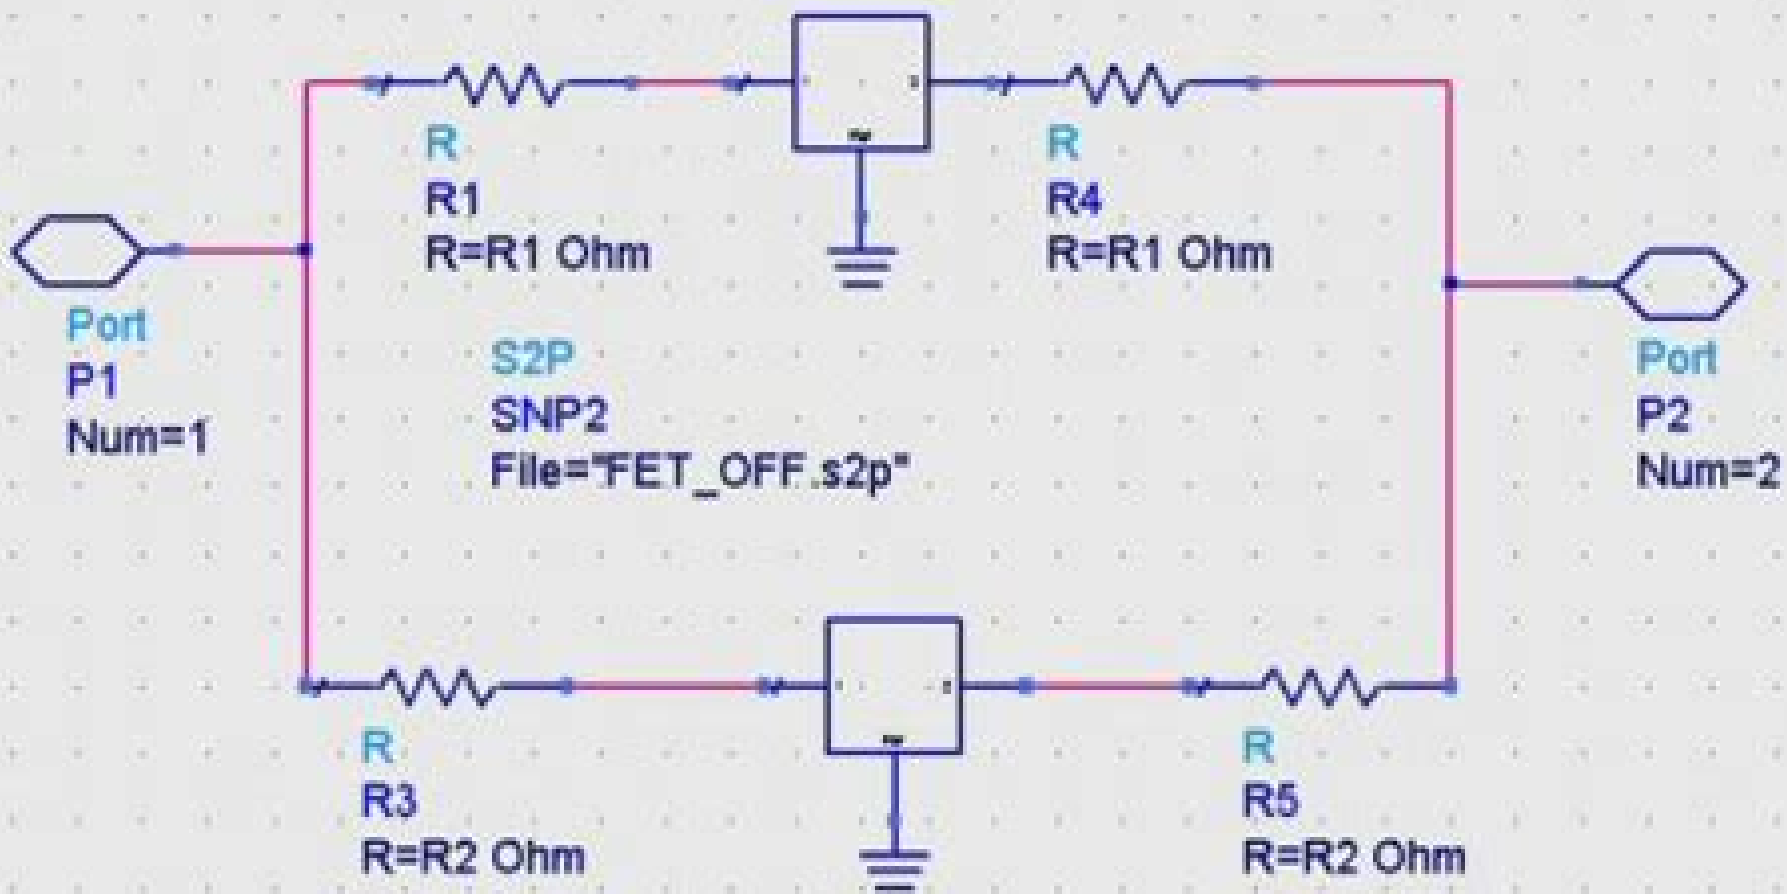 R
R1
R=R1 Ohm
R
R4
R=R1 Ohm
Port
P1
Num=1
S2P
SNP2
File="FET_OFF.s2p"
Port
P2
Num=2
R
R3
R=R2 Ohm
R
R5
R=R2 Ohm